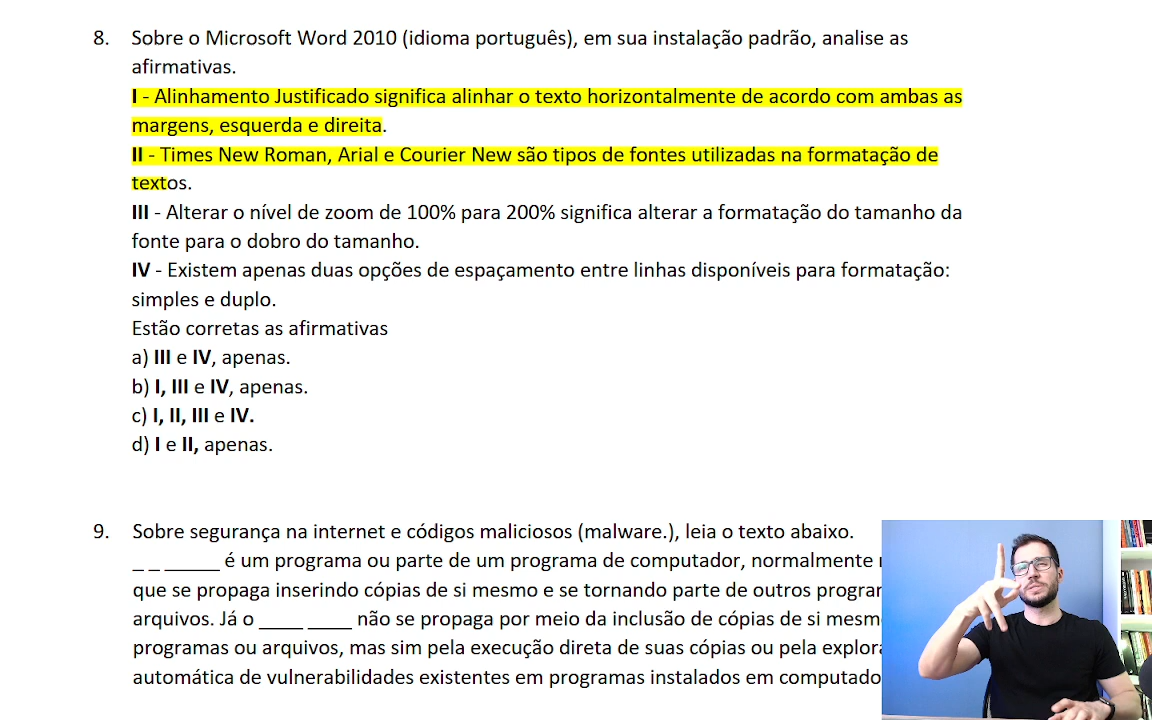 8. Sobre o Microsoft Word 2010 (idioma português), em sua instalação padrão, analise as
afirmativas.
I - Alinhamento Justificado significa alinhar o texto horizontalmente de acordo com ambas as
margens, esquerda e direita.
II - Times New Roman, Arial e Courier New são tipos de fontes utilizadas na formatação de
textos.
III - Alterar o nível de zoom de 100% para 200% significa alterar a formatação do tamanho da
fonte para o dobro do tamanho.
IV - Existem apenas duas opções de espaçamento entre linhas disponíveis para formatação:
simples e duplo.
Estão corretas as afirmativas
a) III e IV, apenas.
b) I, III e IV, apenas.
c) I, II, III e IV.
d) I e II, apenas.
9. Sobre segurança na internet e códigos maliciosos (malware.), leia o texto abaixo.
_ _ ______ é um programa ou parte de um programa de computador, normalmente
que se propaga inserindo cópias de si mesmo e se tornando parte de outros
arquivos. Já o ____ ____ não se propaga por meio da inclusão de cópias de si
programas ou arquivos, mas sim pela execução direta de suas cópias ou pela
automática de vulnerabilidades existentes em programas instalados em